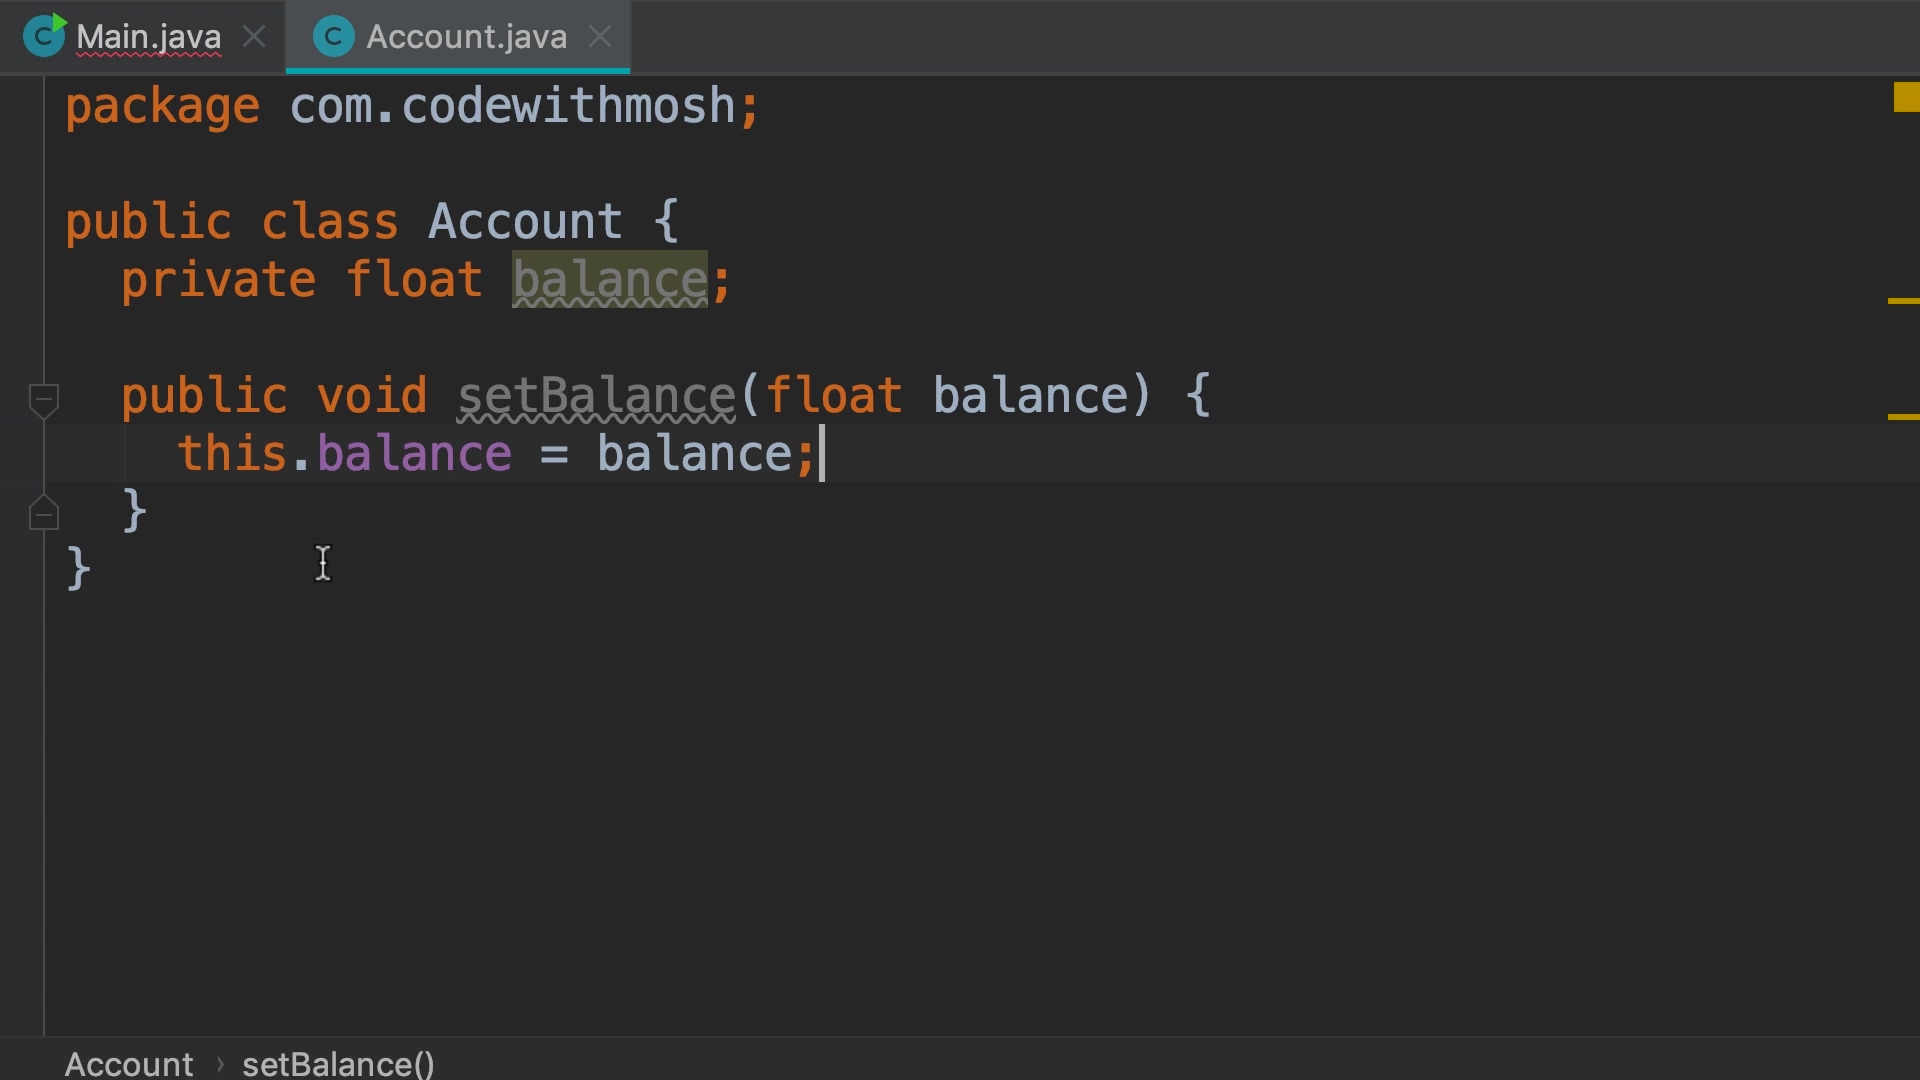 Main.java
Account.java
package com.codewithmosh;
public class Account {
private float balance;
public void setBalance(float balance) {
this.balance = balance;
}
}
Account › setBalance()